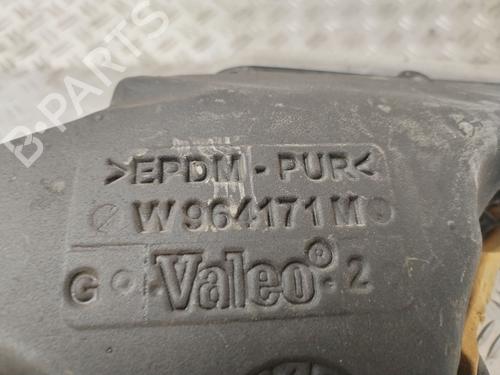 >EPDM-PUR<
W964171M
G Valeo® 2
B-PARTS